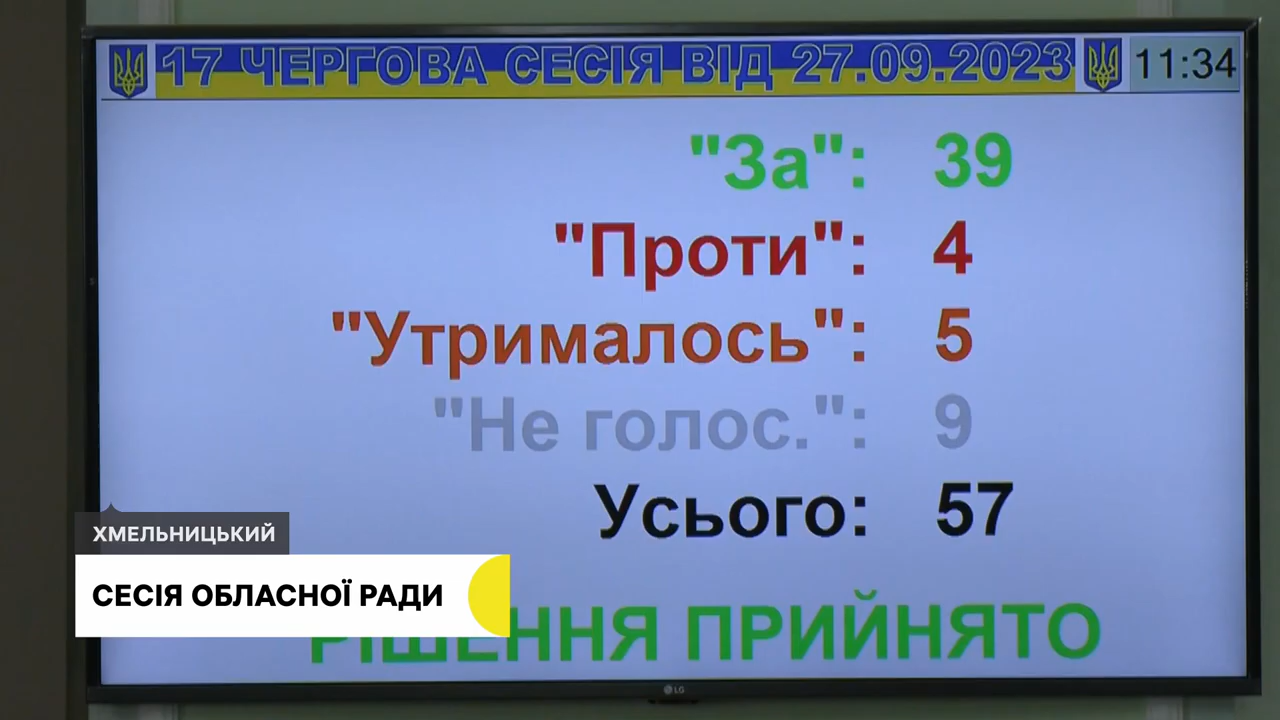 17 ЧЕРГОВА СЕСІЯ ВІД 27.09.2023 11:34
"За": 39
"Проти": 4
"Утрималось": 5
"Не голос.": 9
Усього: 57
ХМЕЛЬНИЦЬКИЙ
СЕСІЯ ОБЛАСНОЇ РАДИ
РІШЕННЯ ПРИЙНЯТО
LG